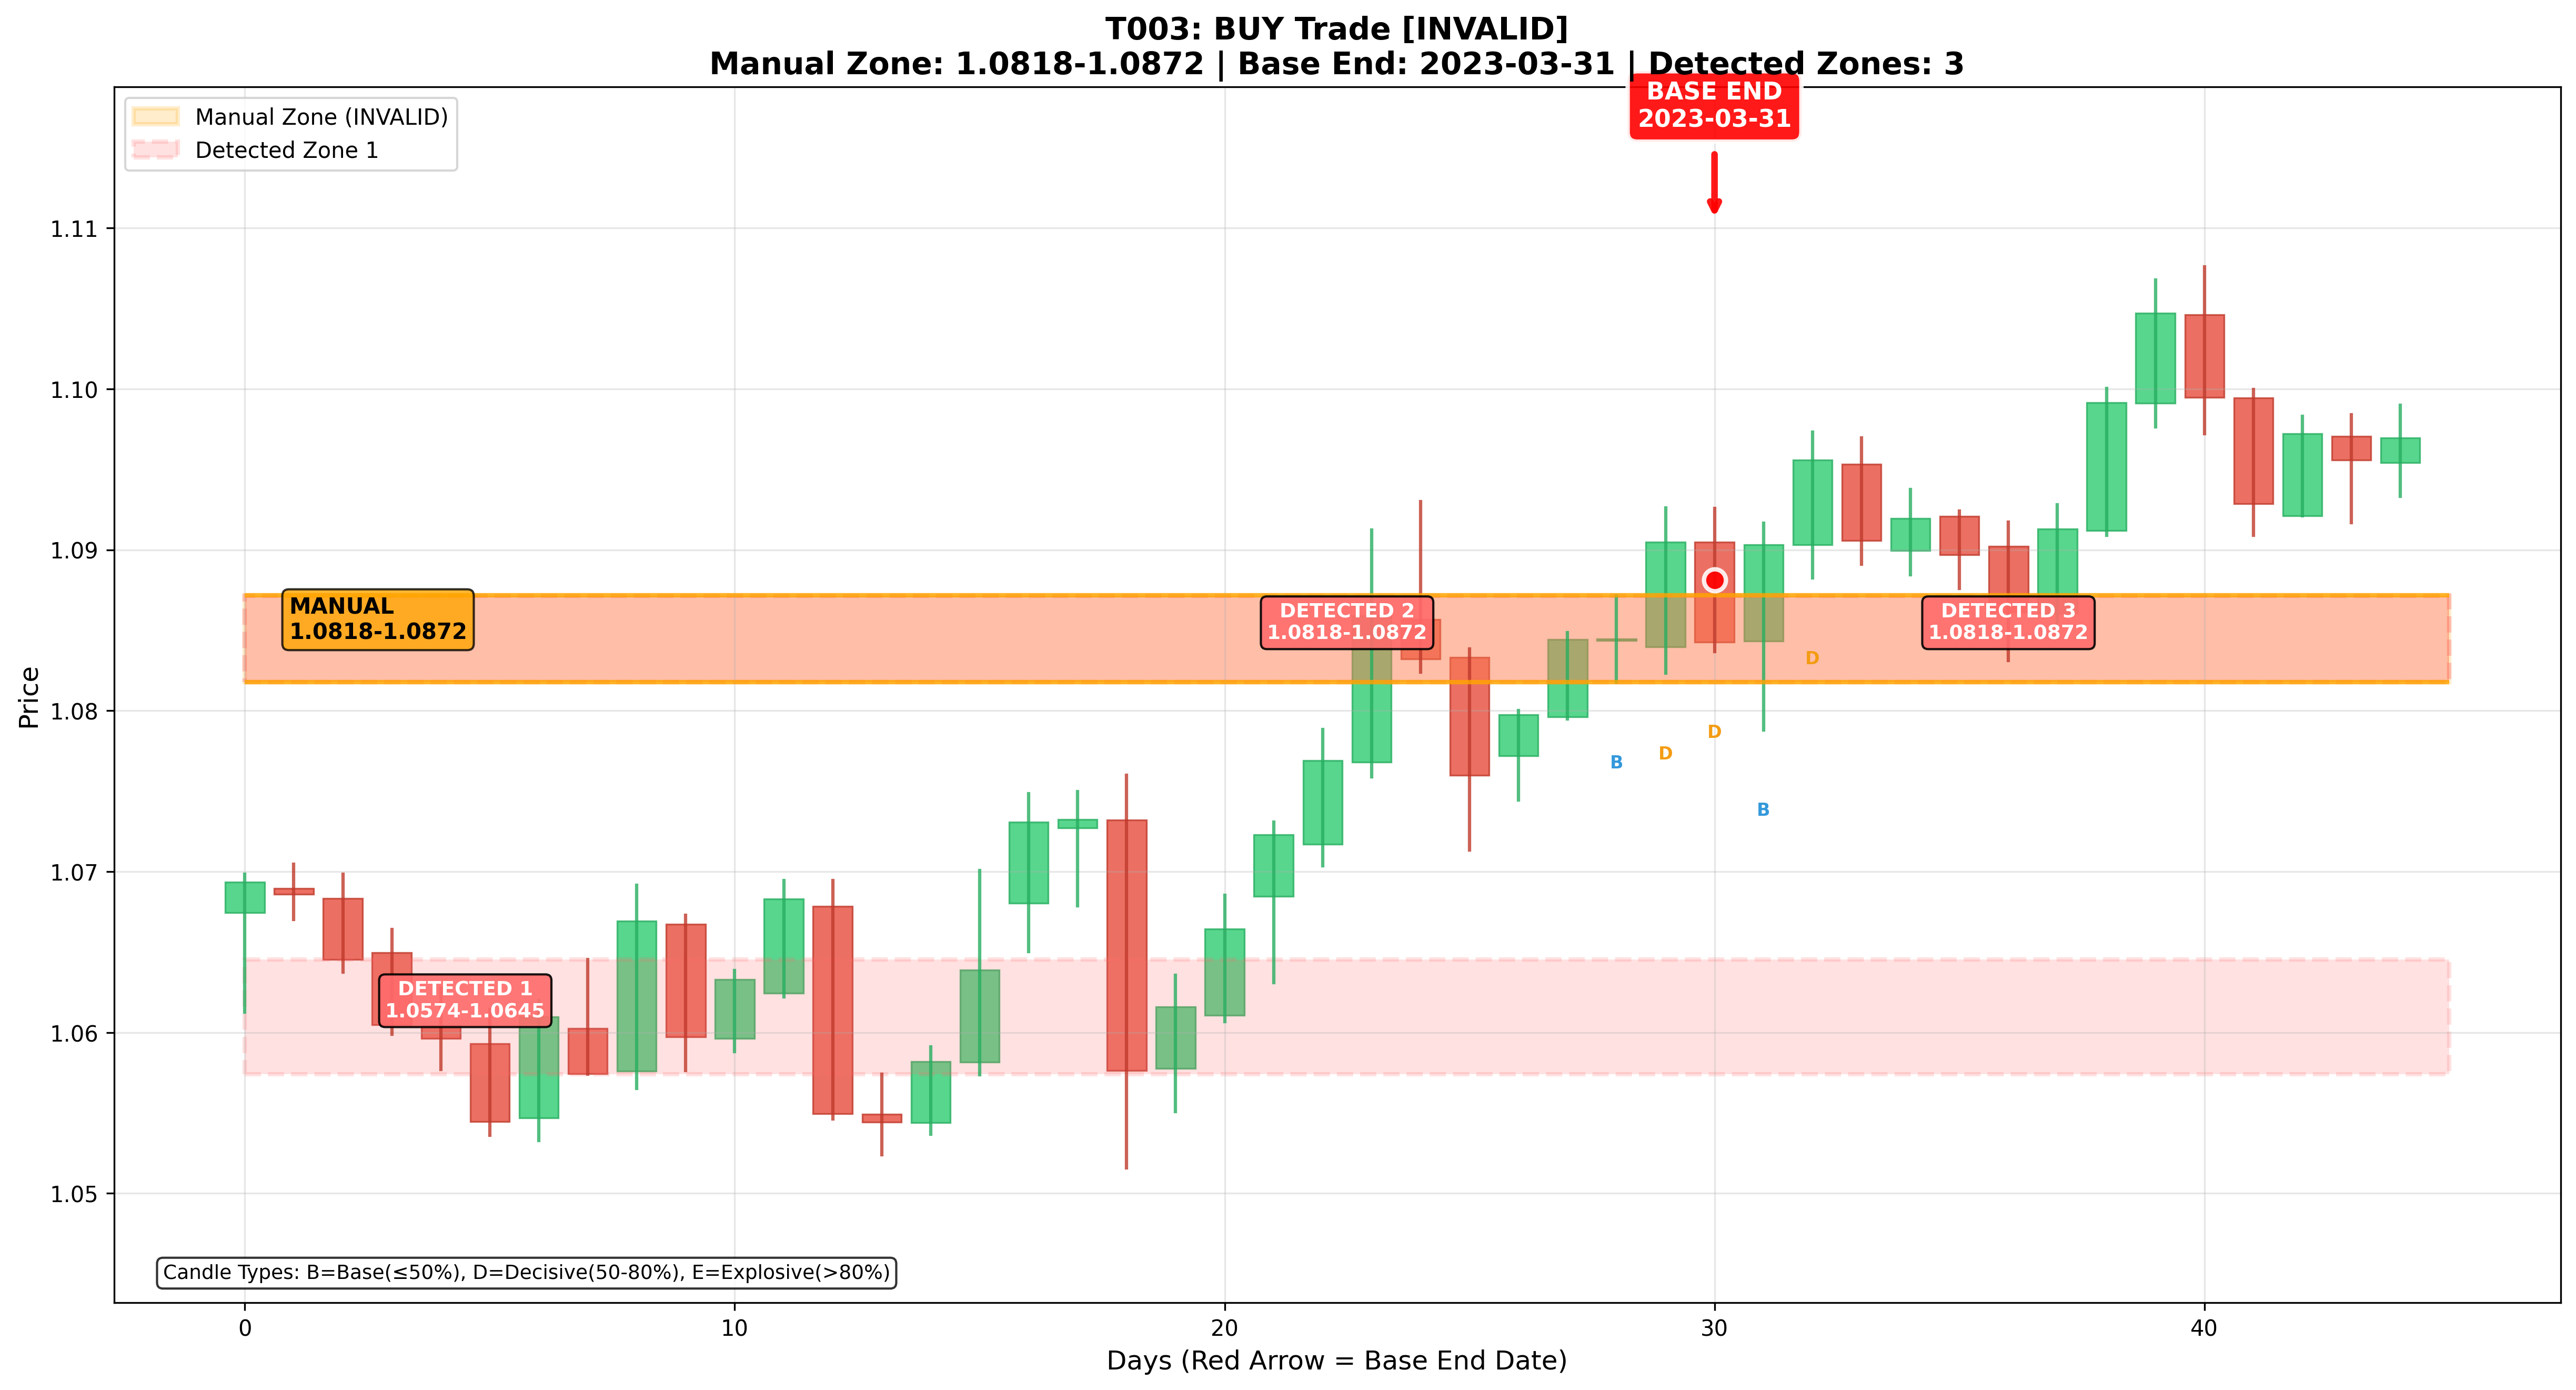 T003: BUY Trade [INVALID]
Manual Zone: 1.0818-1.0872 | Base End: 2023-03-31 | Detected Zones: 3
BASE END
2023-03-31
Manual Zone (INVALID)
Detected Zone 1
1.11
1.10
1.09
1.08
1.07
1.06
1.05
Price
MANUAL
1.0818-1.0872
DETECTED 2
1.0818-1.0872
DETECTED 3
1.0818-1.0872
D
D
D
B
B
DETECTED 1
1.0574-1.0645
Candle Types: B=Base(≤50%), D=Decisive(50-80%), E=Explosive(>80%)
0
10
20
30
40
Days (Red Arrow = Base End Date)